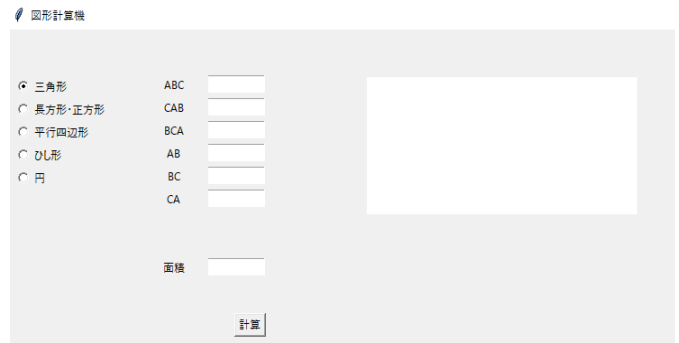 図形計算機
三角形
長方形・正方形
平行四辺形
ひし形
円
ABC
CAB
BCA
AB
BC
CA
面積
計算